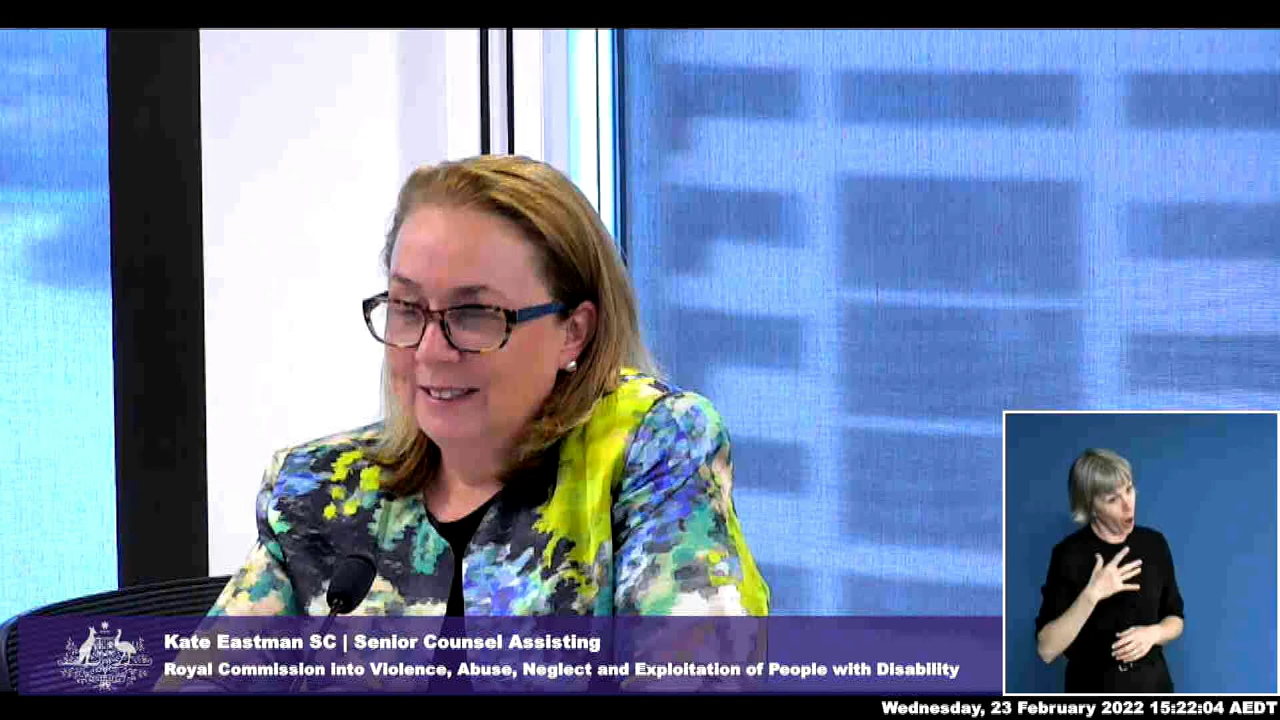 Kate Eastman SC | Senior Counsel Assisting
Royal Commission into Violence, Abuse, Neglect and Exploitation of People with Disability
Wednesday, 23 February 2022 15:22:04 AEDT